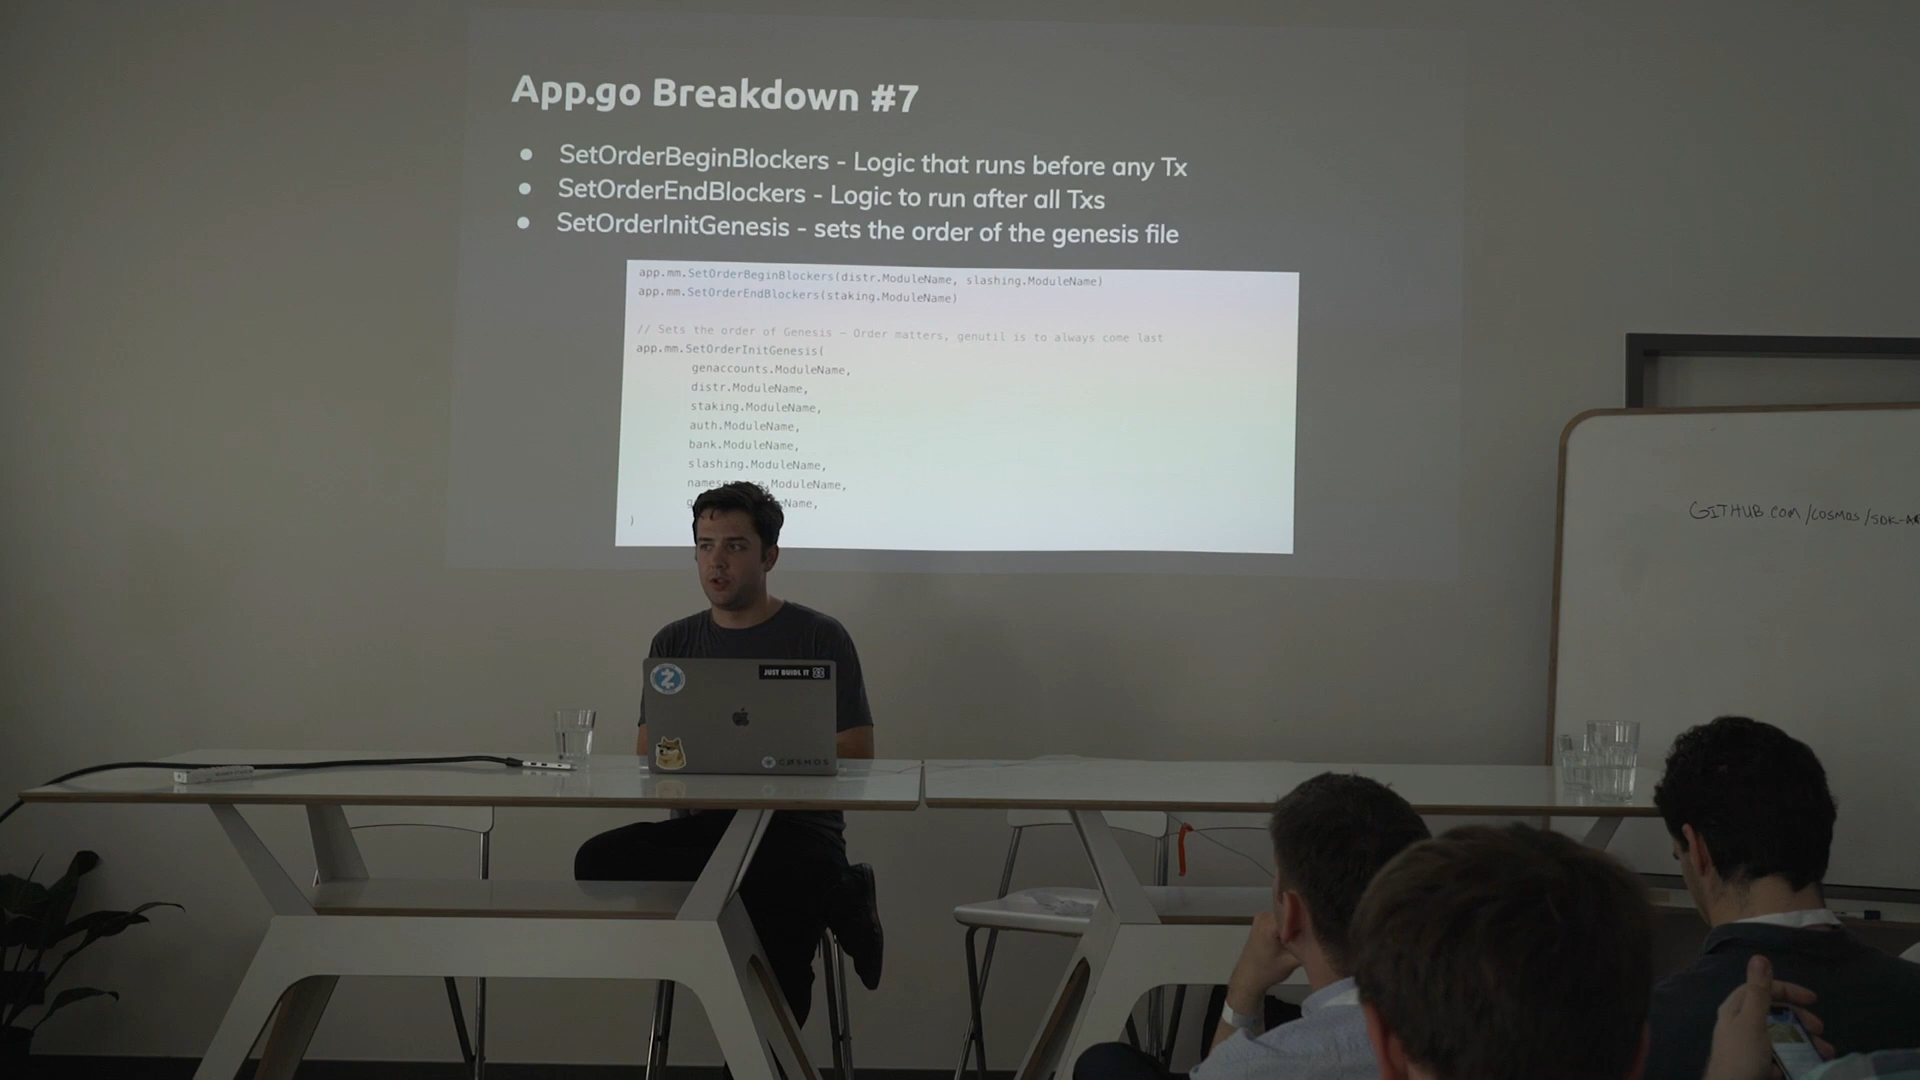 App.go Breakdown #7
● SetOrderBeginBlockers - Logic that runs before any Tx
● SetOrderEndBlockers - Logic to run after all Txs
● SetOrderInitGenesis - sets the order of the genesis file
app.mm.SetOrderBeginBlockers(distr.ModuleName, slashing.ModuleName)
app.mm.SetOrderEndBlockers(staking.ModuleName)
// Sets the order of Genesis – Order matters, genutil is to always come last
app.mm.SetOrderInitGenesis(
genaccounts.ModuleName,
distr.ModuleName,
staking.ModuleName,
auth.ModuleName,
bank.ModuleName,
slashing.ModuleName,
.ModuleName,
)
GITHUB.COM/COSMOS/SDK-
JUST BUIDL IT
COSMOS